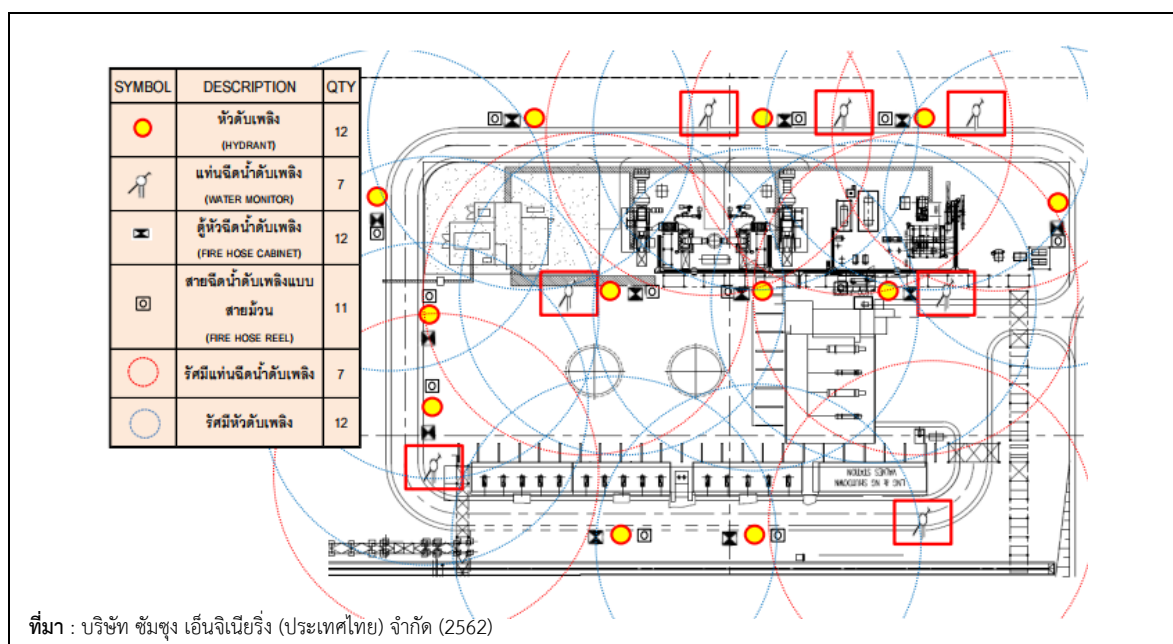 SYMBOL DESCRIPTION QTY
หัวดับเพลิง
(HYDRANT)
12
แท่นฉีดน้ำดับเพลิง
(WATER MONITOR)
7
ตู้หัวฉีดน้ำดับเพลิง
(FIRE HOSE CABINET)
12
สายฉีดน้ำดับเพลิงแบบ
สายม้วน
(FIRE HOSE REEL)
11
รัศมีแท่นฉีดน้ำดับเพลิง 7
รัศมีหัวดับเพลิง 12
LNG & NG SHUTDOWN
VALVES STATION
ที่มา : บริษัท ซัมซุง เอ็นจิเนียริ่ง (ประเทศไทย) จำกัด (2562)